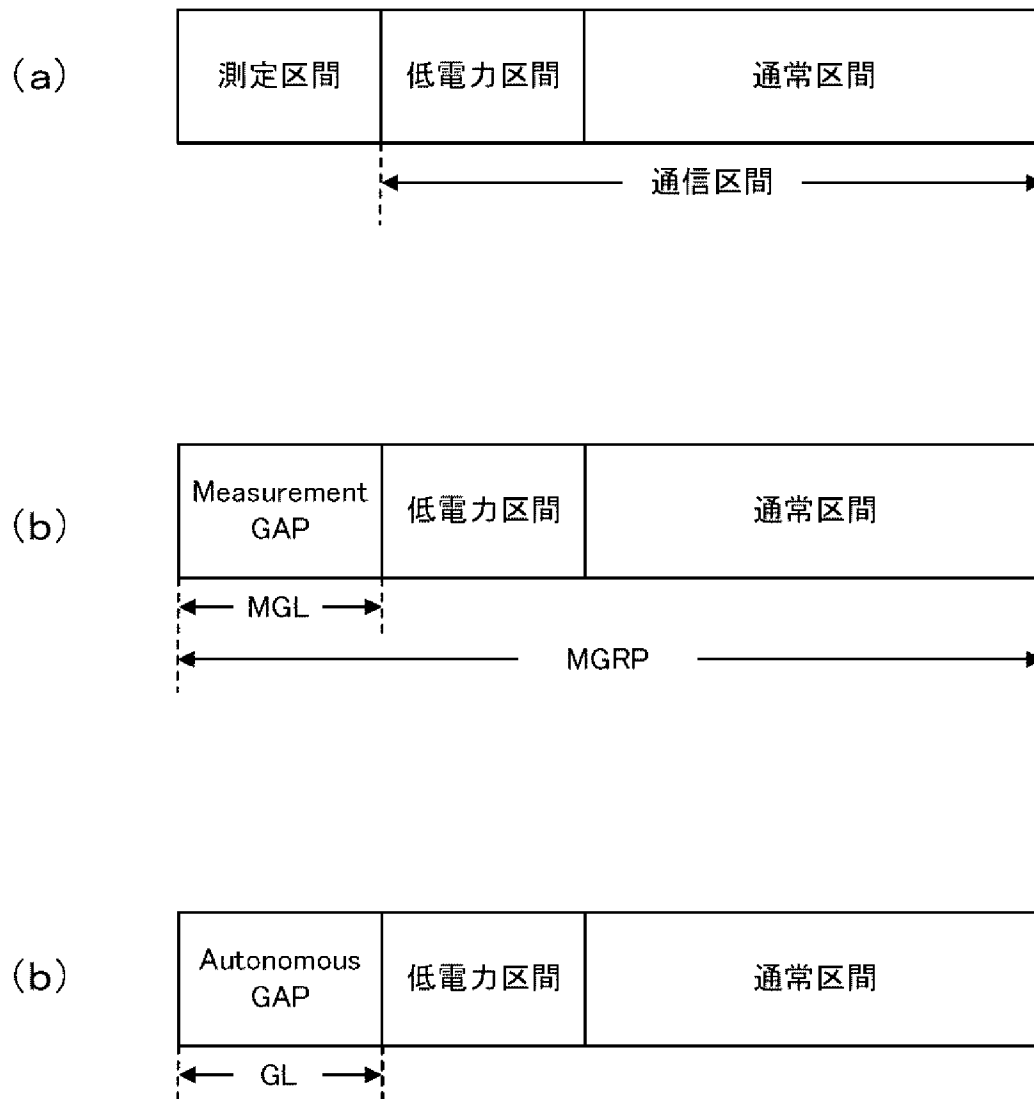 (a)
測定区間
低電力区間
通常区間
通信区間
(b)
Measurement
GAP
低電力区間
通常区間
MGL
MGRP
(b)
Autonomous
GAP
低電力区間
通常区間
GL